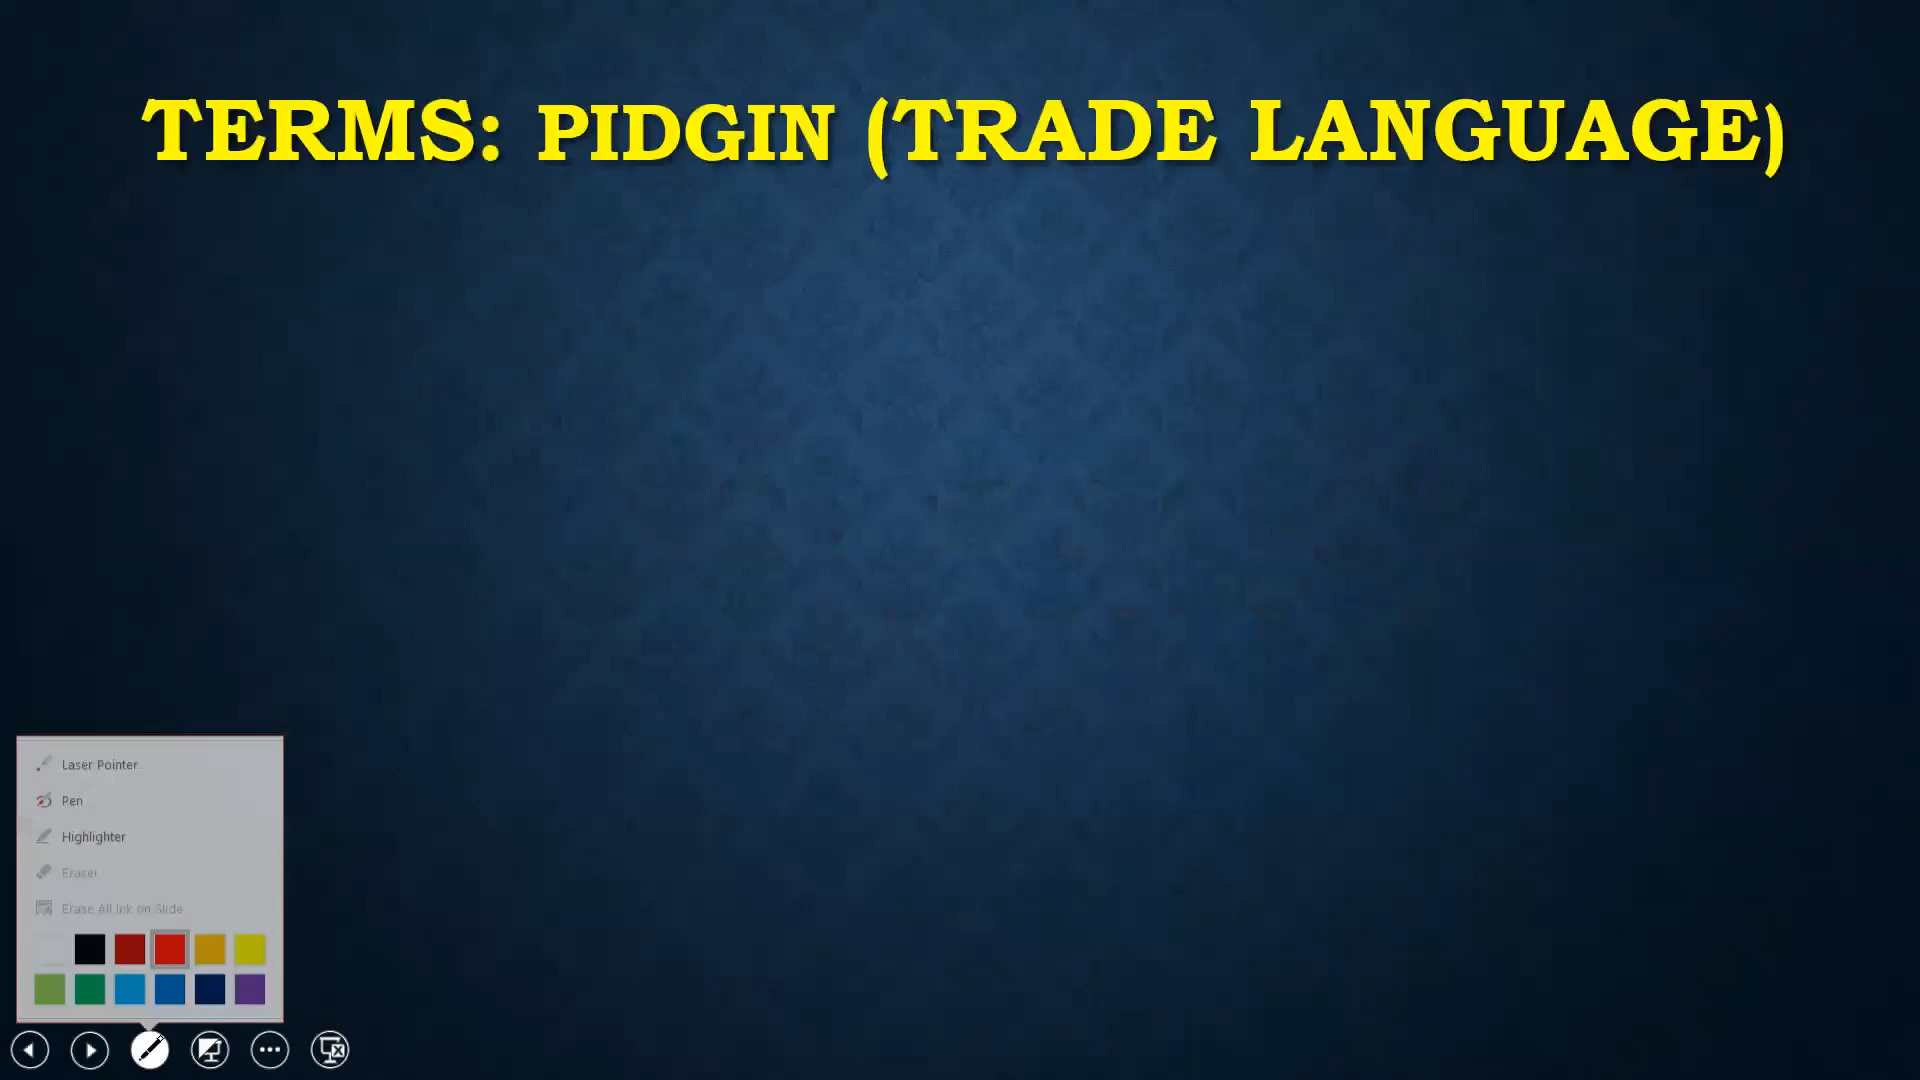 TERMS: PIDGIN (TRADE LANGUAGE)
Laser Pointer
Pen
Highlighter
Eraser
Erase All Ink on Slide